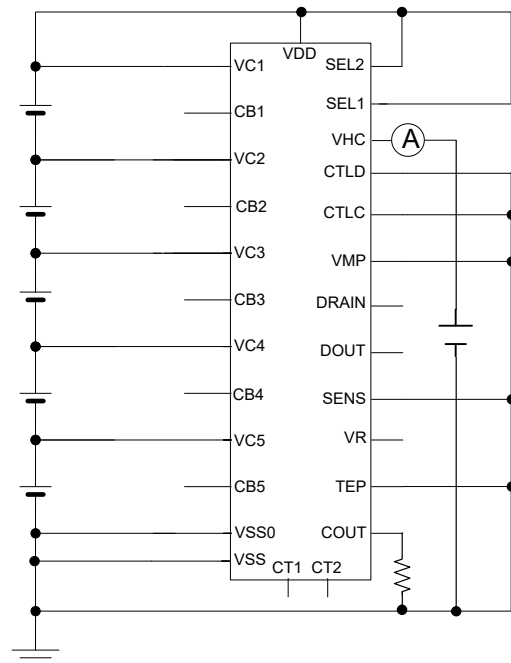 VDD
VC1
CB1
VC2
CB2
VC3
CB3
VC4
CB4
VC5
CB5
VSS0
VSS
SEL2
SEL1
VHC
A
CTLD
CTLC
VMP
DRAIN
DOUT
SENS
VR
TEP
COUT
CT1 CT2